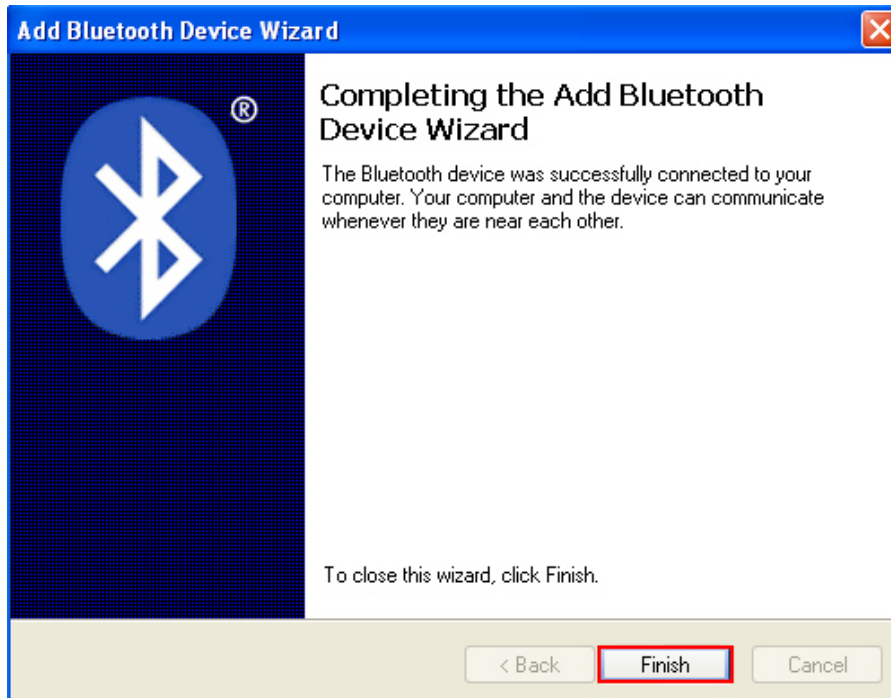 Add Bluetooth Device Wizard
®
Completing the Add Bluetooth
Device Wizard
The Bluetooth device was successfully connected to your
computer. Your computer and the device can communicate
whenever they are near each other.
To close this wizard, click Finish.
< Back Finish Cancel